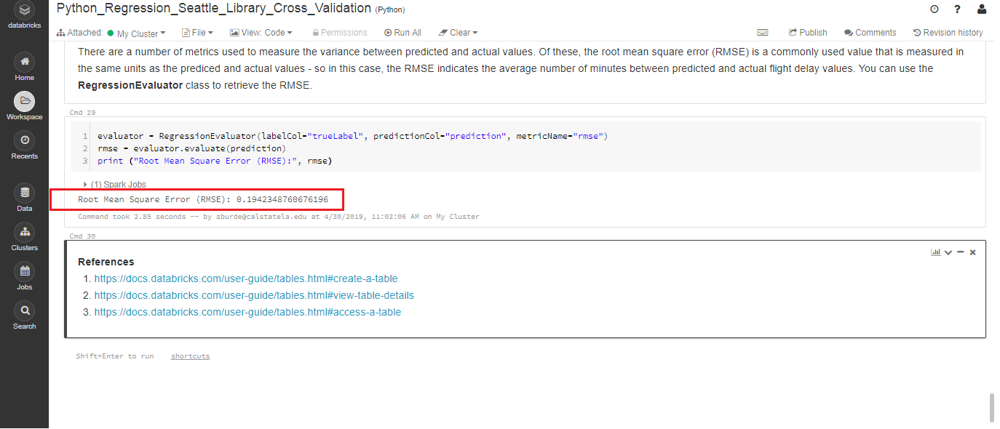 Python_Regression_Seattle_Library_Cross_Validation (Python)
databricks
Attached: My Cluster File View: Code Permissions Run All Clear Publish Comments Revision history
Home
Workspace
Recents
Data
Clusters
Jobs
Search
There are a number of metrics used to measure the variance between predicted and actual values. Of these, the root mean square error (RMSE) is a commonly used value that is measured in
the same units as the prediced and actual values - so in this case, the RMSE indicates the average number of minutes between predicted and actual flight delay values. You can use the
RegressionEvaluator class to retrieve the RMSE.
Cmd 29
1 evaluator = RegressionEvaluator(labelCol="trueLabel", predictionCol="prediction", metricName="rmse")
2 rmse = evaluator.evaluate(prediction)
3 print ("Root Mean Square Error (RMSE):", rmse)
(1) Spark Jobs
Root Mean Square Error (RMSE): 0.1942348760676196
Command took 2.85 seconds -- by sburde@calstatela.edu at 4/30/2019, 11:02:06 AM on My Cluster
Cmd 30
References
1. https://docs.databricks.com/user-guide/tables.html#create-a-table
2. https://docs.databricks.com/user-guide/tables.html#view-table-details
3. https://docs.databricks.com/user-guide/tables.html#access-a-table
Shift+Enter to run shortcuts